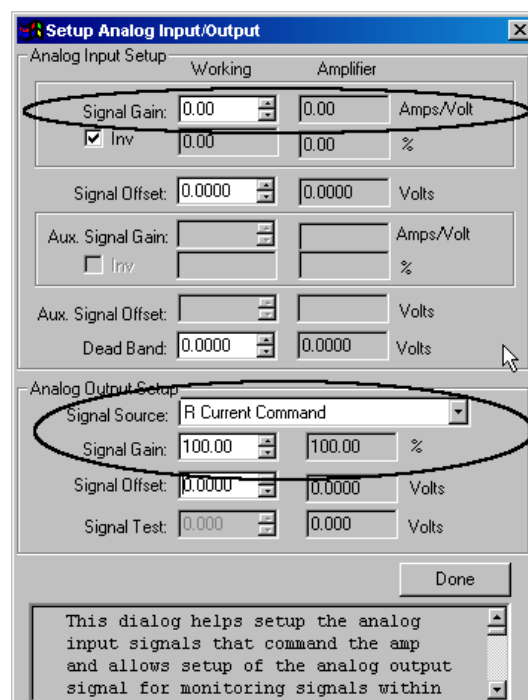 Setup Analog Input/Output
Analog Input Setup
Working Amplifier
Signal Gain: 0.00 0.00 Amps/Volt
Inv 0.00 0.00 %
Signal Offset: 0.0000 0.0000 Volts
Aux. Signal Gain: Amps/Volt
Inv %
Aux. Signal Offset: Volts
Dead Band: 0.0000 0.0000 Volts
Analog Output Setup
Signal Source: R Current Command
Signal Gain: 100.00 100.00 %
Signal Offset: 0.0000 0.0000 Volts
Signal Test: 0.000 0.000 Volts
Done
This dialog helps setup the analog
input signals that command the amp
and allows setup of the analog output
signal for monitoring signals within